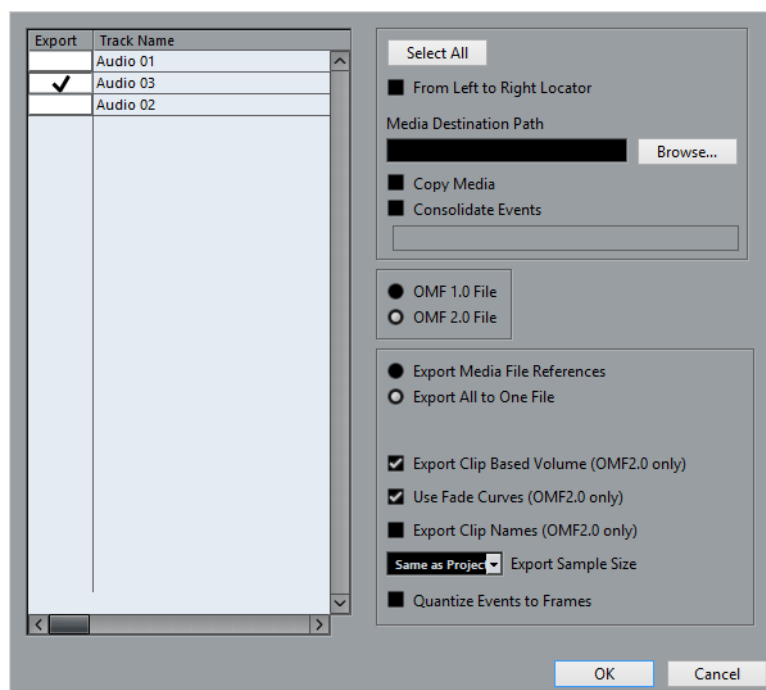 Export Track Name
Audio 01
Audio 03
Audio 02
Select All
From Left to Right Locator
Media Destination Path
Browse...
Copy Media
Consolidate Events
OMF 1.0 File
OMF 2.0 File
Export Media File References
Export All to One File
Export Clip Based Volume (OMF2.0 only)
Use Fade Curves (OMF2.0 only)
Export Clip Names (OMF2.0 only)
Same as Projec Export Sample Size
Quantize Events to Frames
OK Cancel